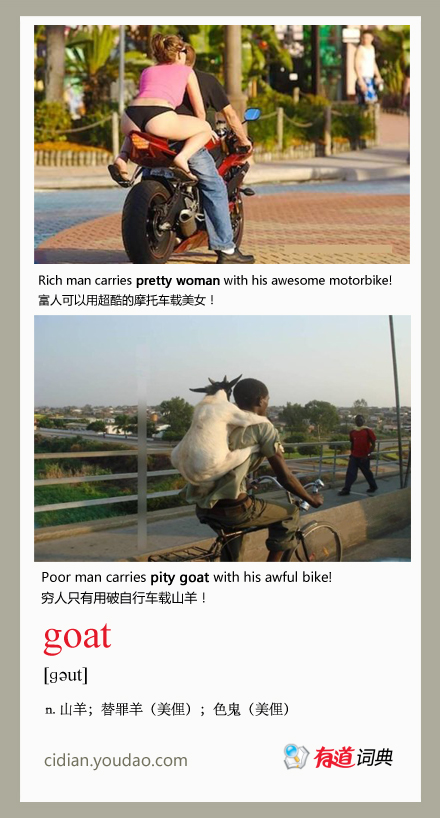 Rich man carries pretty woman with his awesome motorbike!
富人可以用超酷的摩托车载美女！
Poor man carries pity goat with his awful bike!
穷人只有用破自行车载山羊！
goat
[ɡəut]
n. 山羊；替罪羊（美俚）；色鬼（美俚）
cidian.youdao.com
有道词典